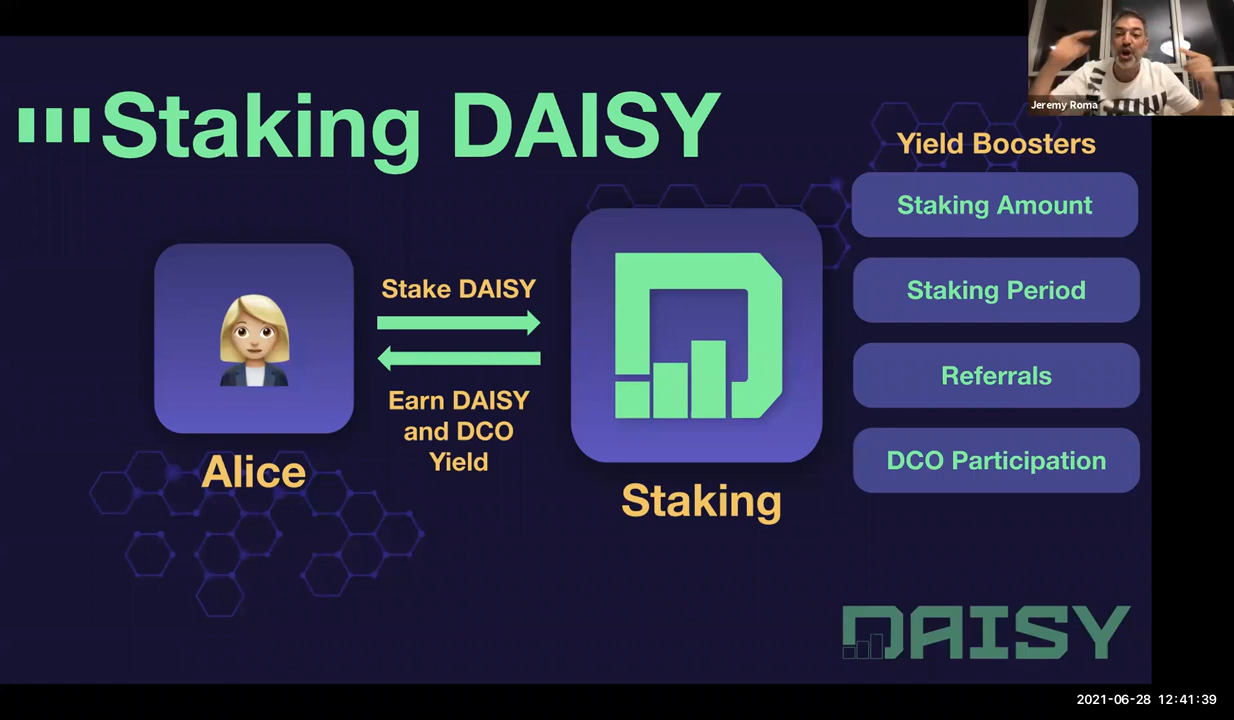 Staking DAISY
Jeremy Roma
Yield Boosters
Staking Amount
Stake DAISY
Staking Period
Referrals
Earn DAISY
and DCO
Yield
DCO Participation
Alice
Staking
DAISY
2021-06-28 12:41:39